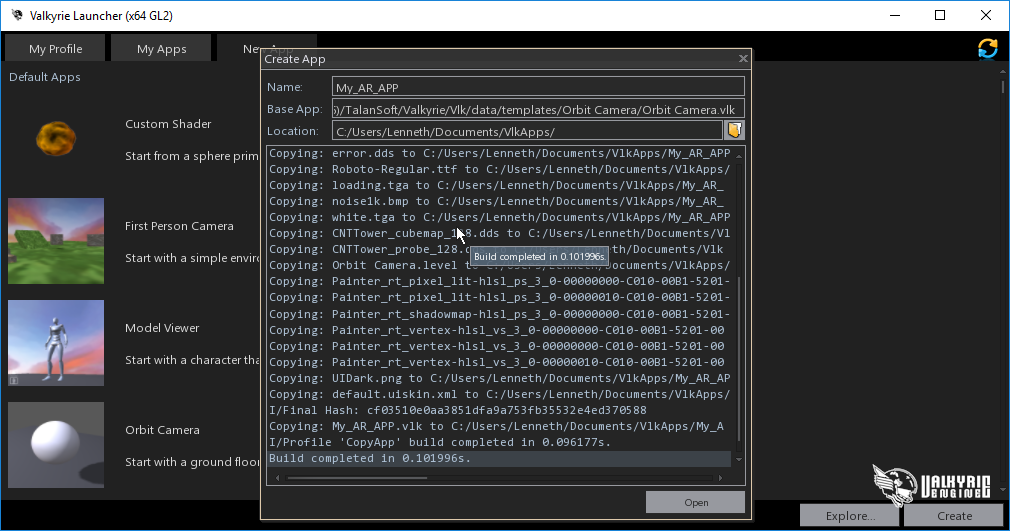 Valkyrie Launcher (x64 GL2)
My Profile
My Apps
New App
Default Apps
Custom Shader
Start from a sphere prim
First Person Camera
Start with a simple enviro
Model Viewer
Start with a character tha
Orbit Camera
Start with a ground floor
Create App
Name:
My_AR_APP
Base App:
)/TalanSoft/Valkyrie/Vlk/data/templates/Orbit Camera/Orbit Camera.vlk
Location:
C:/Users/Lenneth/Documents/VlkApps/
Copying: error.dds to C:/Users/Lenneth/Documents/VlkApps/My_AR_APP
Copying: Roboto-Regular.ttf to C:/Users/Lenneth/Documents/VlkApps/
Copying: loading.tga to C:/Users/Lenneth/Documents/VlkApps/My_AR_
Copying: noise1k.bmp to C:/Users/Lenneth/Documents/VlkApps/My_AR_
Copying: white.tga to C:/Users/Lenneth/Documents/VlkApps/My_AR_APP
Copying: CNTTower_cubemap_128.dds to C:/Users/Lenneth/Documents/Vl
Copying: CNTTower_probe_128. th/Documents/Vlk
Build completed in 0.101996s.
Copying: Orbit Camera.level to C:/Users/Lenneth/Documents/VlkApps/
Copying: Painter_rt_pixel_lit-hlsl_ps_3_0-00000000-C010-00B1-5201-
Copying: Painter_rt_pixel_lit-hlsl_ps_3_0-00000010-C010-00B1-5201-
Copying: Painter_rt_shadowmap-hlsl_ps_3_0-00000000-C010-00B1-5201-
Copying: Painter_rt_vertex-hlsl_vs_3_0-00000000-C010-00B1-5201-00
Copying: Painter_rt_vertex-hlsl_vs_3_0-00000000-C010-00B1-5201-00
Copying: Painter_rt_vertex-hlsl_vs_3_0-00000010-C010-00B1-5201-00
Copying: UIDark.png to C:/Users/Lenneth/Documents/VlkApps/My_AR_AP
Copying: default.uiskin.xml to C:/Users/Lenneth/Documents/VlkApps/
I/Final Hash: cf03510e0aa3851dfa9a753fb35532e4ed370588
Copying: My_AR_APP.vlk to C:/Users/Lenneth/Documents/VlkApps/My_A
I/Profile 'CopyApp' build completed in 0.096177s.
Build completed in 0.101996s.
Open
VALKYRIE
ENGINE
Explore...
Create